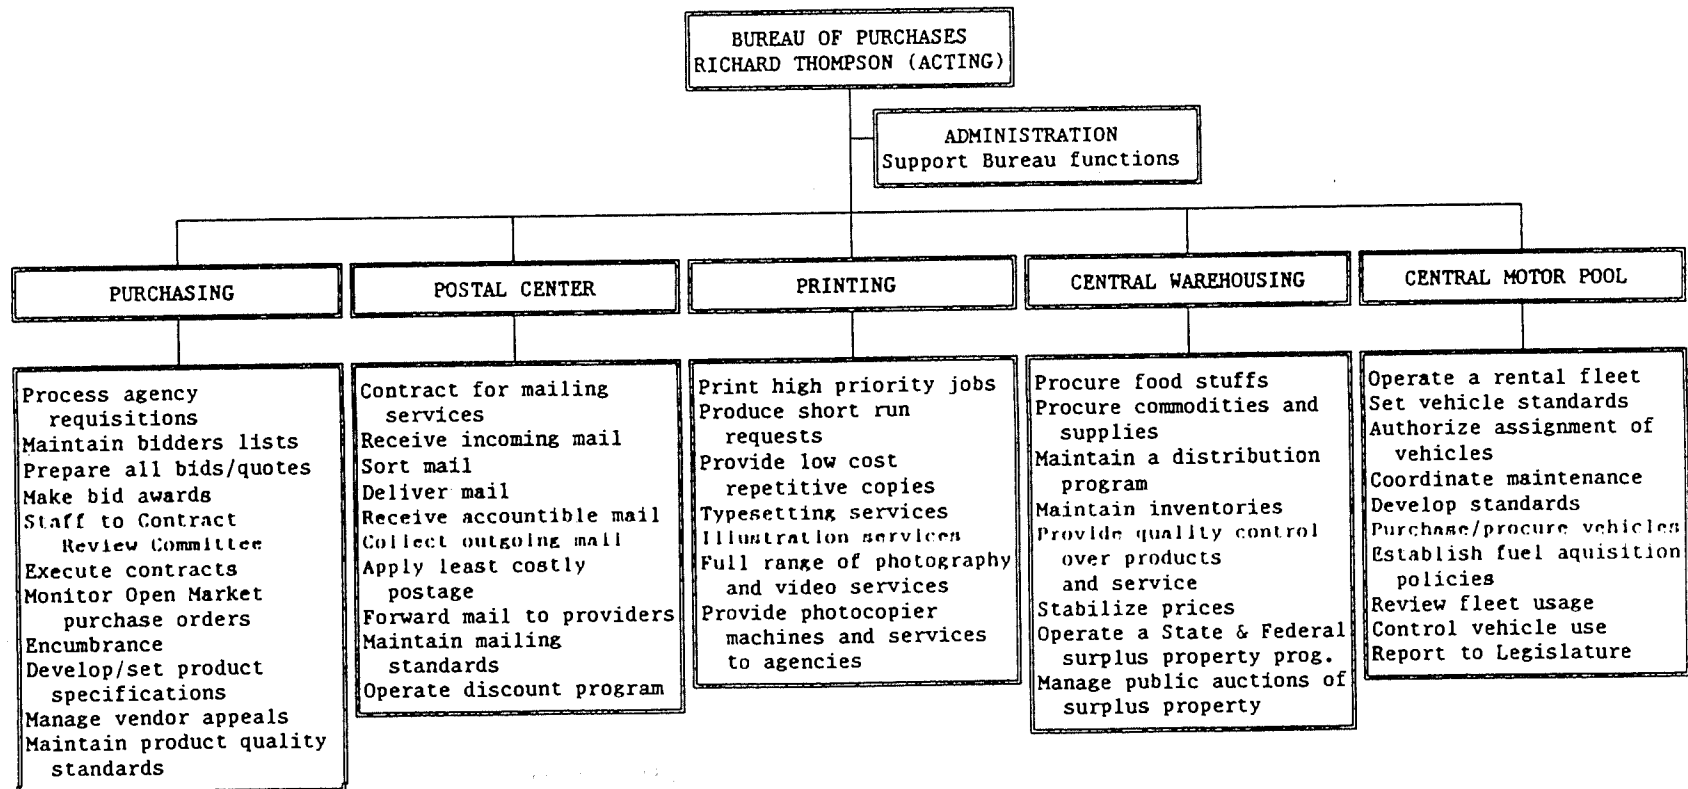 BUREAU OF PURCHASES
RICHARD THOMPSON (ACTING)
ADMINISTRATION
Support Bureau functions
PURCHASING
Process agency
requisitions
Maintain bidders lists
Prepare all bids/quotes
Make bid awards
Staff to Contract
Review Committee
Execute contracts
Monitor Open Market
purchase orders
Encumbrance
Develop/set product
specifications
Manage vendor appeals
Maintain product quality
standards
POSTAL CENTER
Contract for mailing
services
Receive incoming mail
Sort mail
Deliver mail
Receive accountible mail
Collect outgoing mail
Apply least costly
postage
Forward mail to providers
Maintain mailing
standards
Operate discount program
PRINTING
Print high priority jobs
Produce short run
requests
Provide low cost
repetitive copies
Typesetting services
Illustration services
Full range of photography
and video services
Provide photocopier
machines and services
to agencies
CENTRAL WAREHOUSING
Procure food stuffs
Procure commodities and
supplies
Maintain a distribution
program
Maintain inventories
Provide quality control
over products
and service
Stabilize prices
Operate a State & Federal
surplus property prog.
Manage public auctions of
surplus property
CENTRAL MOTOR POOL
Operate a rental fleet
Set vehicle standards
Authorize assignment of
vehicles
Coordinate maintenance
Develop standards
Purchase/procure vehicles
Establish fuel aquisition
policies
Review fleet usage
Control vehicle use
Report to Legislature